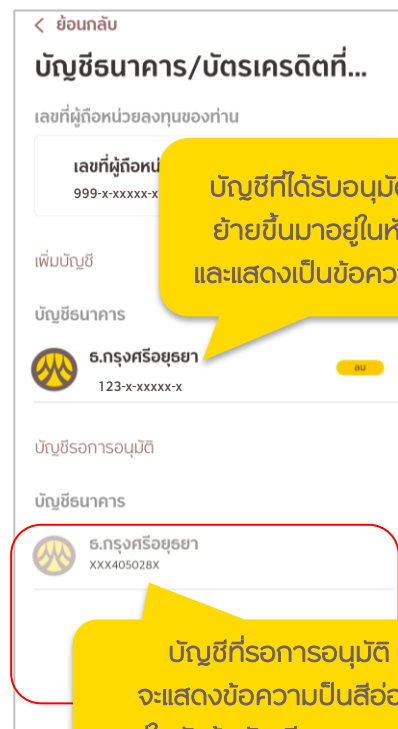 < ย้อนกลับ
บัญชีธนาคาร/บัตรเครดิตที่...
เลขที่ผู้ถือหน่วยลงทุนของท่าน
เลขที่ผู้ถือหน่
999-x-xxxxx-x
บัญชีที่ได้รับอนุมัต
ย้ายขึ้นมาอยู่ในหั
และแสดงเป็นข้อควา
เพิ่มบัญชี
บัญชีธนาคาร
ธ.กรุงศรีอยุธยา
123-x-xxxxx-x
ลบ
บัญชีรอการอนุมัติ
บัญชีธนาคาร
ธ.กรุงศรีอยุธยา
XXX405028X
บัญชีที่รอการอนุมัติ
จะแสดงข้อความป็นสีอ่อ